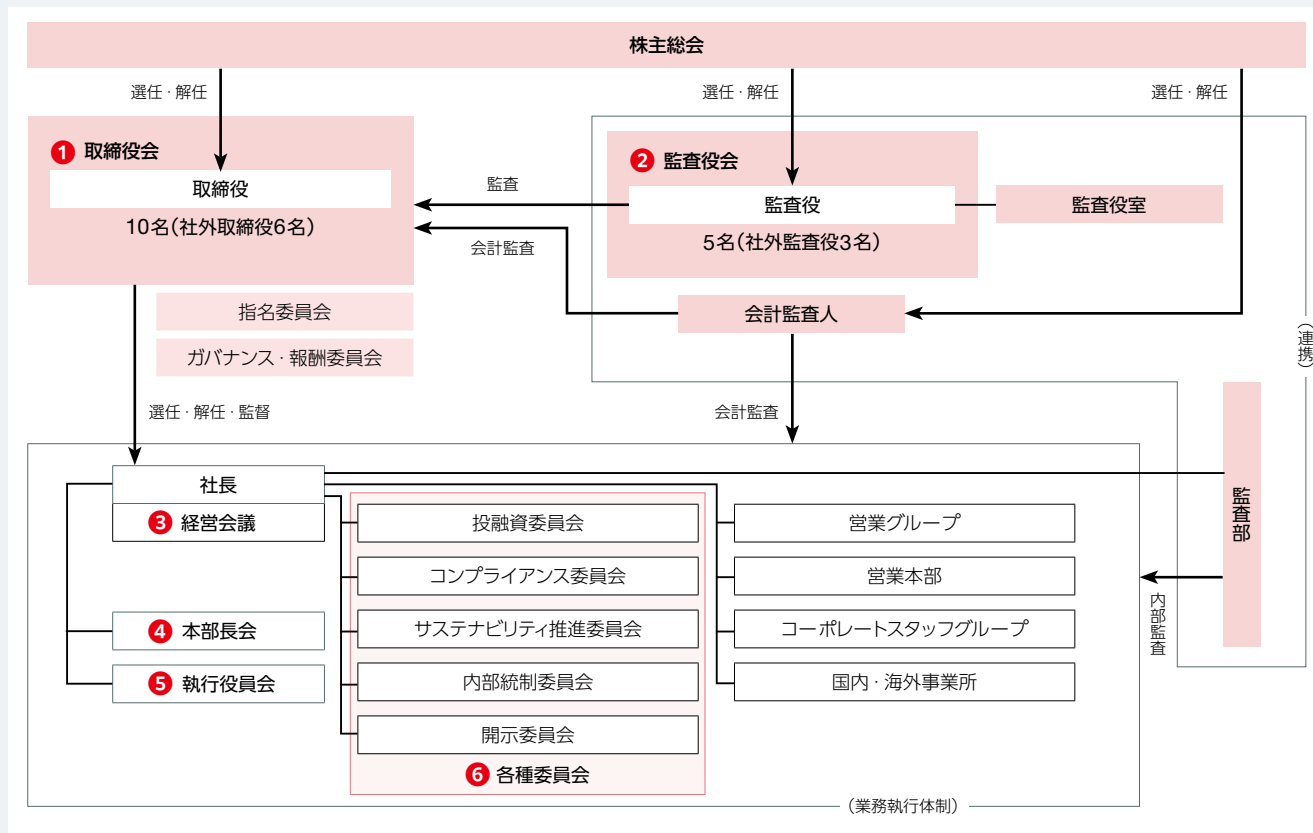 株主総会
選任・解任
選任・解任
選任・解任
1 取締役会
取締役
10名（社外取締役6名）
監査
会計監査
2 監査役会
監査役
5名（社外監査役3名）
監査役室
会計監査人
指名委員会
ガバナンス・報酬委員会
選任・解任・監督
会計監査
（連携）
監査部
内部監査
社長
3 経営会議
4 本部長会
5 執行役員会
投融資委員会
コンプライアンス委員会
サステナビリティ推進委員会
内部統制委員会
開示委員会
6 各種委員会
営業グループ
営業本部
コーポレートスタッフグループ
国内・海外事業所
（業務執行体制）